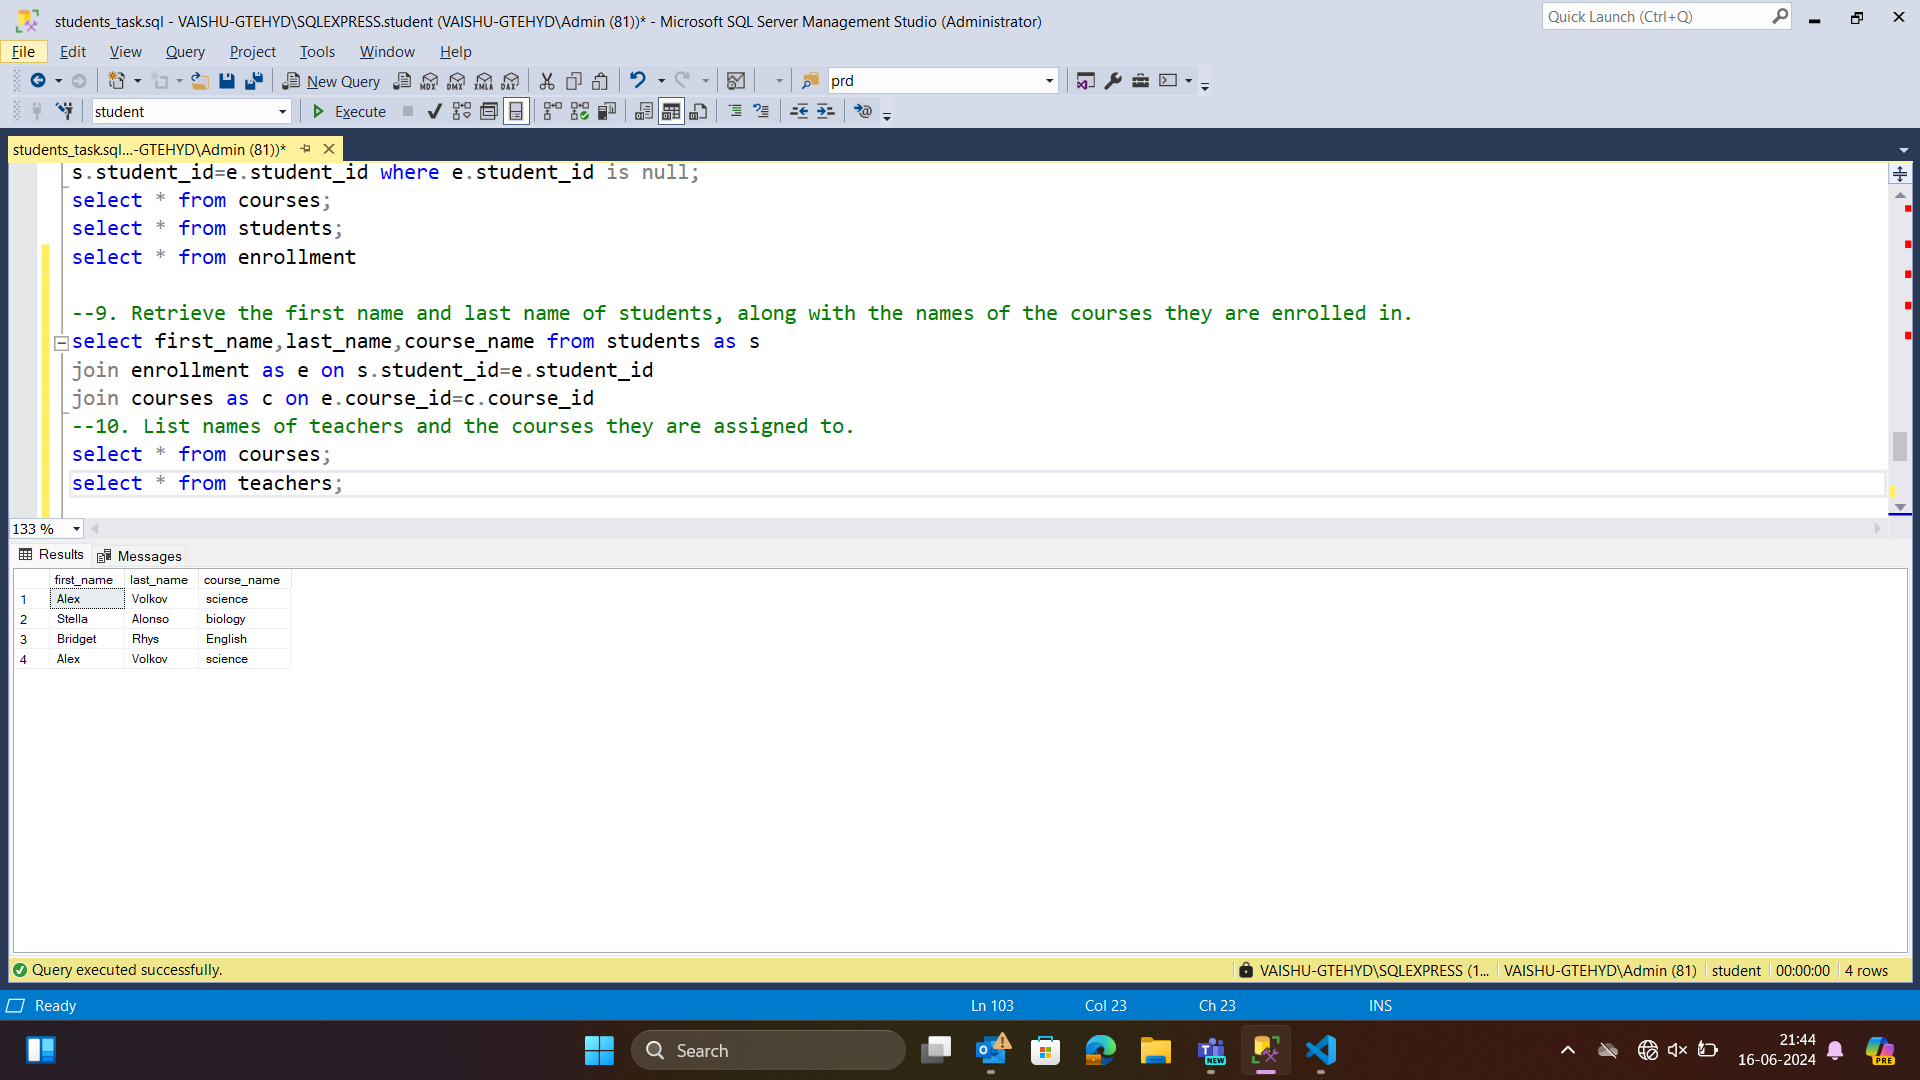 students_task.sql - VAISHU-GTEHYD\SQLEXPRESS.student (VAISHU-GTEHYD\Admin (81))* - Microsoft SQL Server Management Studio (Administrator)
Quick Launch (Ctrl+Q)
File Edit View Query Project Tools Window Help
New Query MDX DMX XMLA DAX prd
student Execute
students_task.sql...-GTEHYD\Admin (81))*
s.student_id=e.student_id where e.student_id is null;
select * from courses;
select * from students;
select * from enrollment
--9. Retrieve the first name and last name of students, along with the names of the courses they are enrolled in.
select first_name,last_name,course_name from students as s
join enrollment as e on s.student_id=e.student_id
join courses as c on e.course_id=c.course_id
--10. List names of teachers and the courses they are assigned to.
select * from courses;
select * from teachers;
133 %
Results Messages
first_name last_name course_name
1 Alex Volkov science
2 Stella Alonso biology
3 Bridget Rhys English
4 Alex Volkov science
Query executed successfully. VAISHU-GTEHYD\SQLEXPRESS (1... VAISHU-GTEHYD\Admin (81) student 00:00:00 4 rows
Ready Ln 103 Col 23 Ch 23 INS
Search
NEW
21:44
16-06-2024
PRE